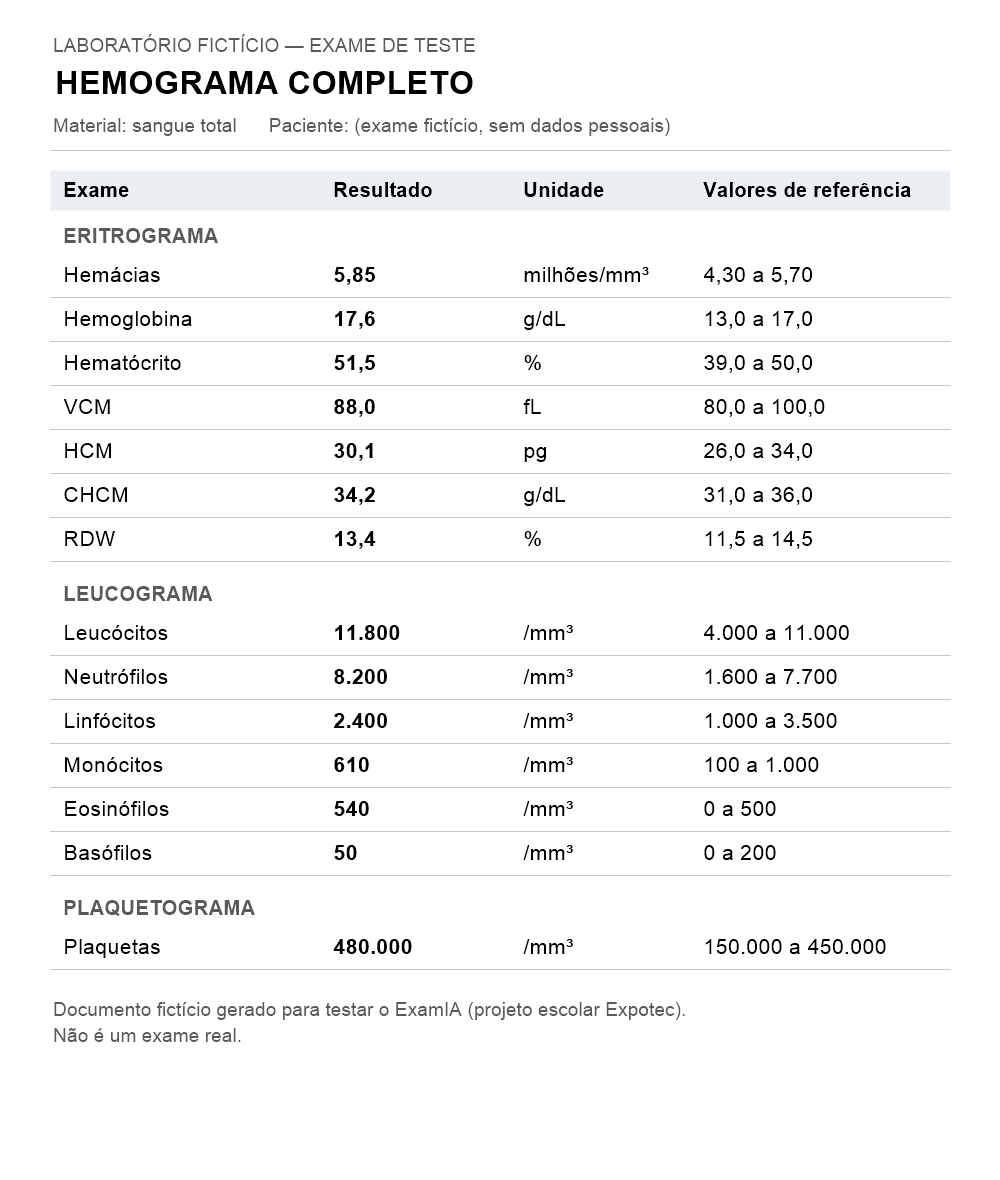 LABORATÓRIO FICTÍCIO — EXAME DE TESTE
HEMOGRAMA COMPLETO
Material: sangue total Paciente: (exame fictício, sem dados pessoais)
Exame Resultado Unidade Valores de referência
ERITROGRAMA
Hemácias 5,85 milhões/mm³ 4,30 a 5,70
Hemoglobina 17,6 g/dL 13,0 a 17,0
Hematócrito 51,5 % 39,0 a 50,0
VCM 88,0 fL 80,0 a 100,0
HCM 30,1 pg 26,0 a 34,0
CHCM 34,2 g/dL 31,0 a 36,0
RDW 13,4 % 11,5 a 14,5
LEUCOGRAMA
Leucócitos 11.800 /mm³ 4.000 a 11.000
Neutrófilos 8.200 /mm³ 1.600 a 7.700
Linfócitos 2.400 /mm³ 1.000 a 3.500
Monócitos 610 /mm³ 100 a 1.000
Eosinófilos 540 /mm³ 0 a 500
Basófilos 50 /mm³ 0 a 200
PLAQUETOGRAMA
Plaquetas 480.000 /mm³ 150.000 a 450.000
Documento fictício gerado para testar o ExamIA (projeto escolar Expotec).
Não é um exame real.